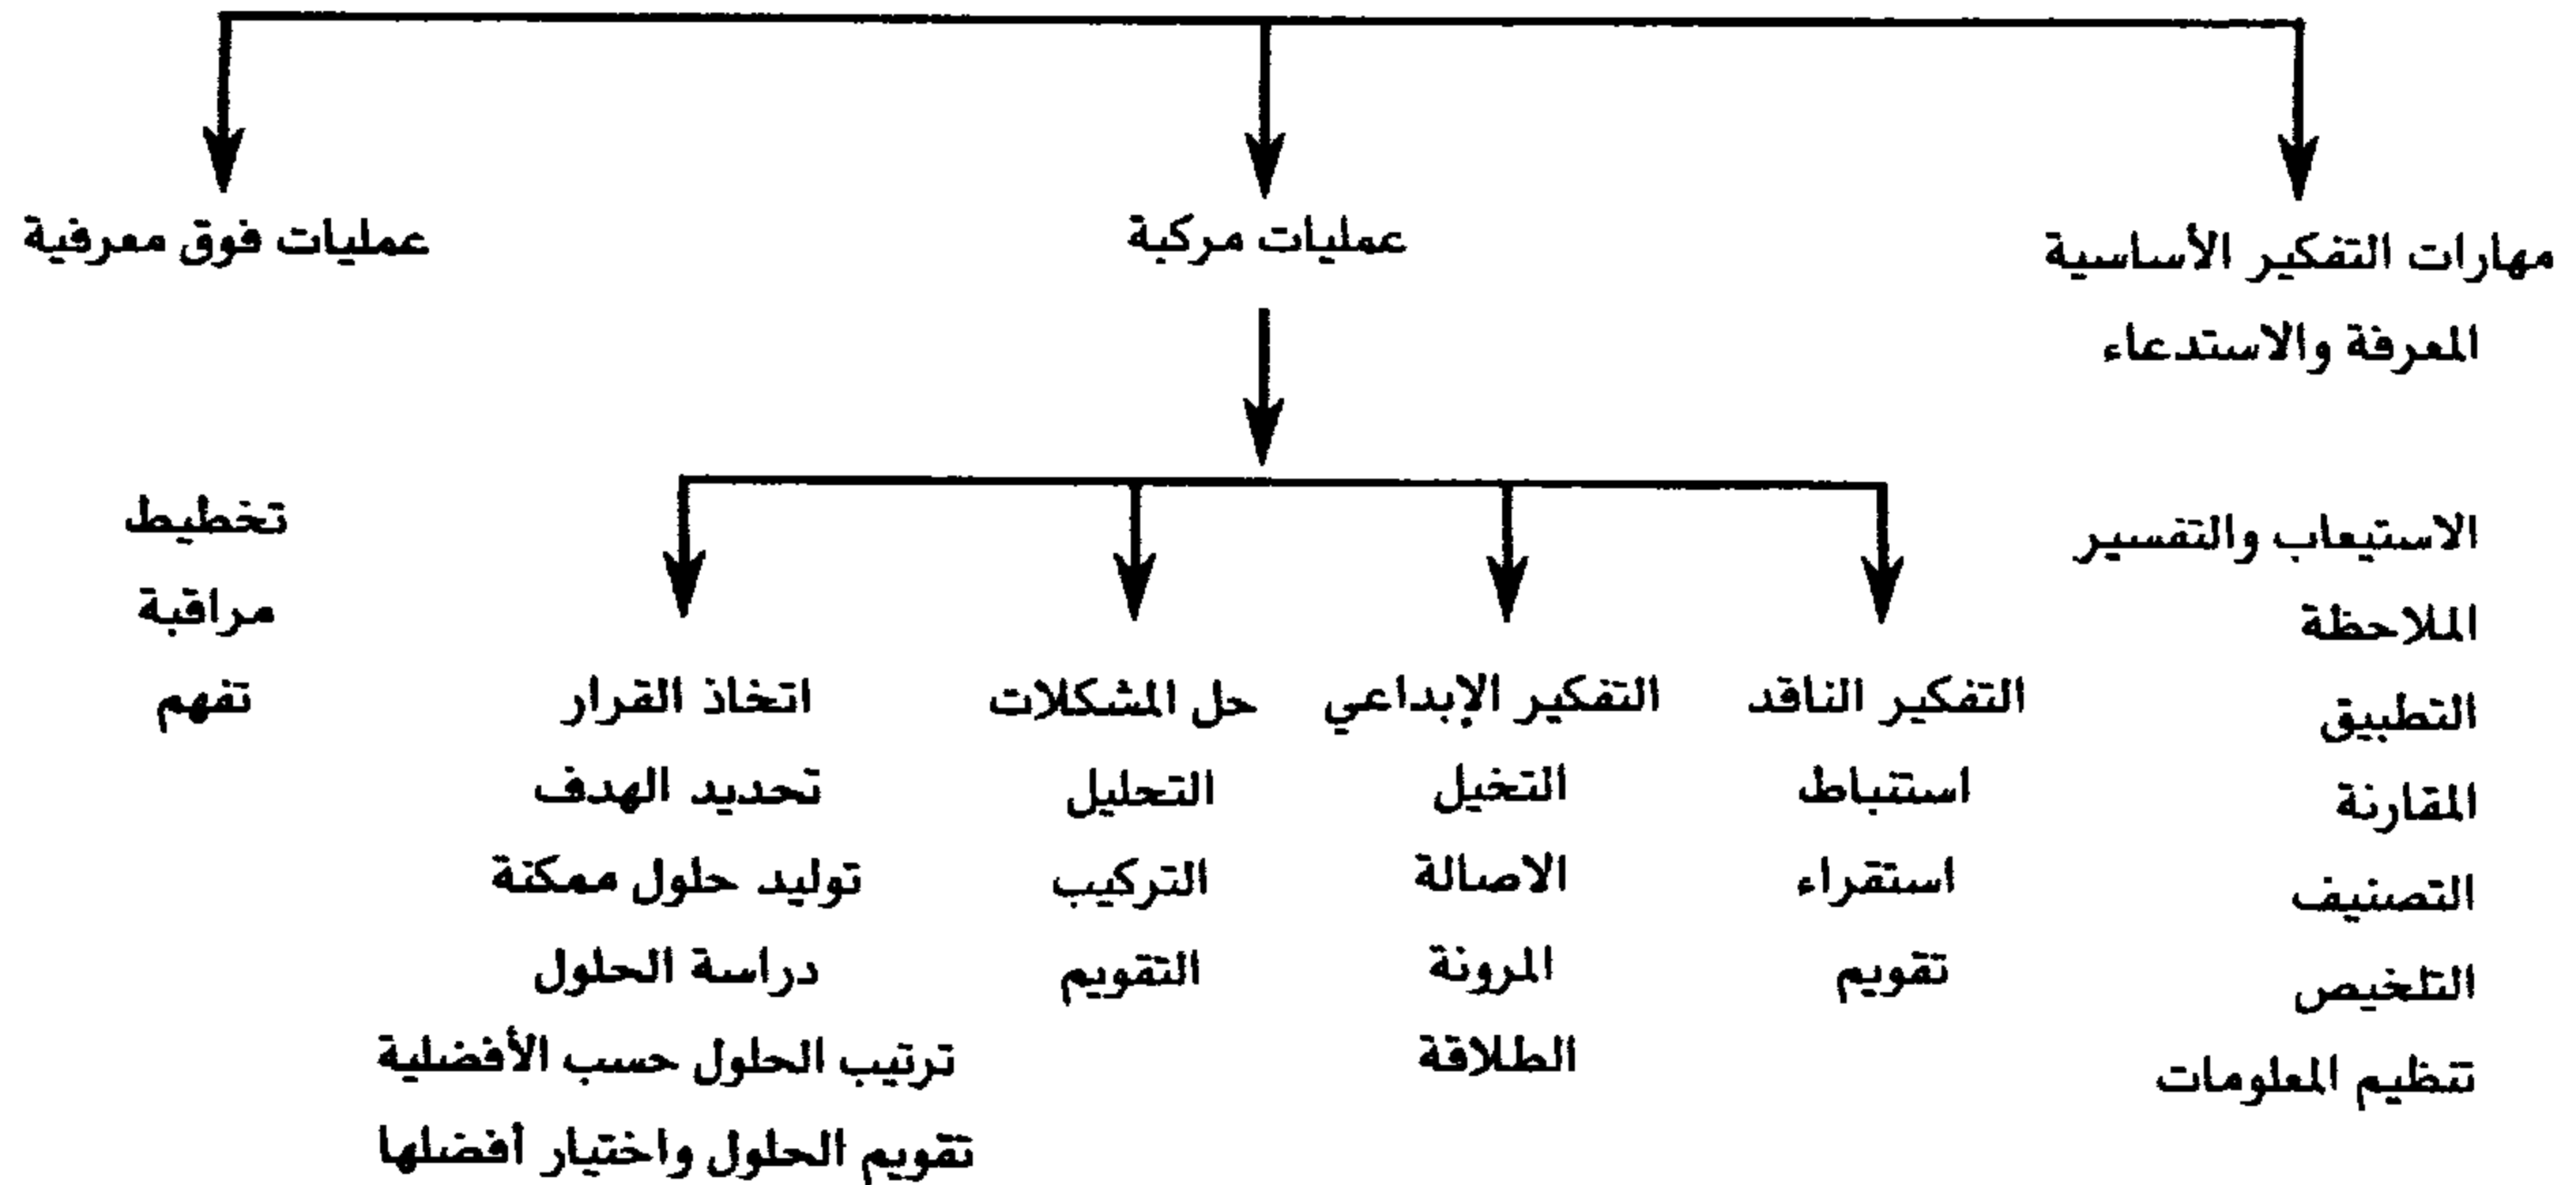 مهارات التفكير الأساسية
المعرفة والاستدعاء
الاستيعاب والتفسير
الملاحظة
التطبيق
المقارنة
التصنيف
التلخيص
تنظيم المعلومات
عمليات مركبة
التفكير الناقد
استنباط
استقراء
تقويم
التفكير الإبداعي
التخيل
الاصالة
المرونة
الطلاقة
حل المشكلات
التحليل
التركيب
التقويم
اتخاذ القرار
تحديد الهدف
توليد حلول ممكنة
دراسة الحلول
ترتيب الحلول حسب الأفضلية
تقويم الحلول واختيار أفضلها
عمليات فوق معرفية
تخطيط
مراقبة
تفهم